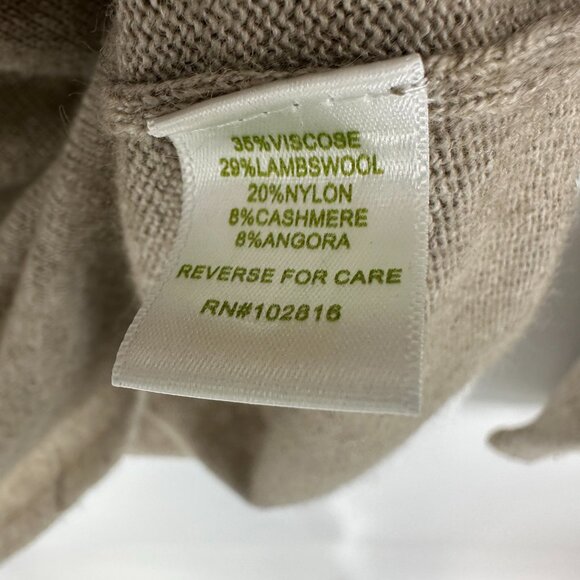 35%VISCOSE
29%LAMBSWOOL
20%NYLON
8%CASHMERE
8%ANGORA
REVERSE FOR CARE
RN#102816